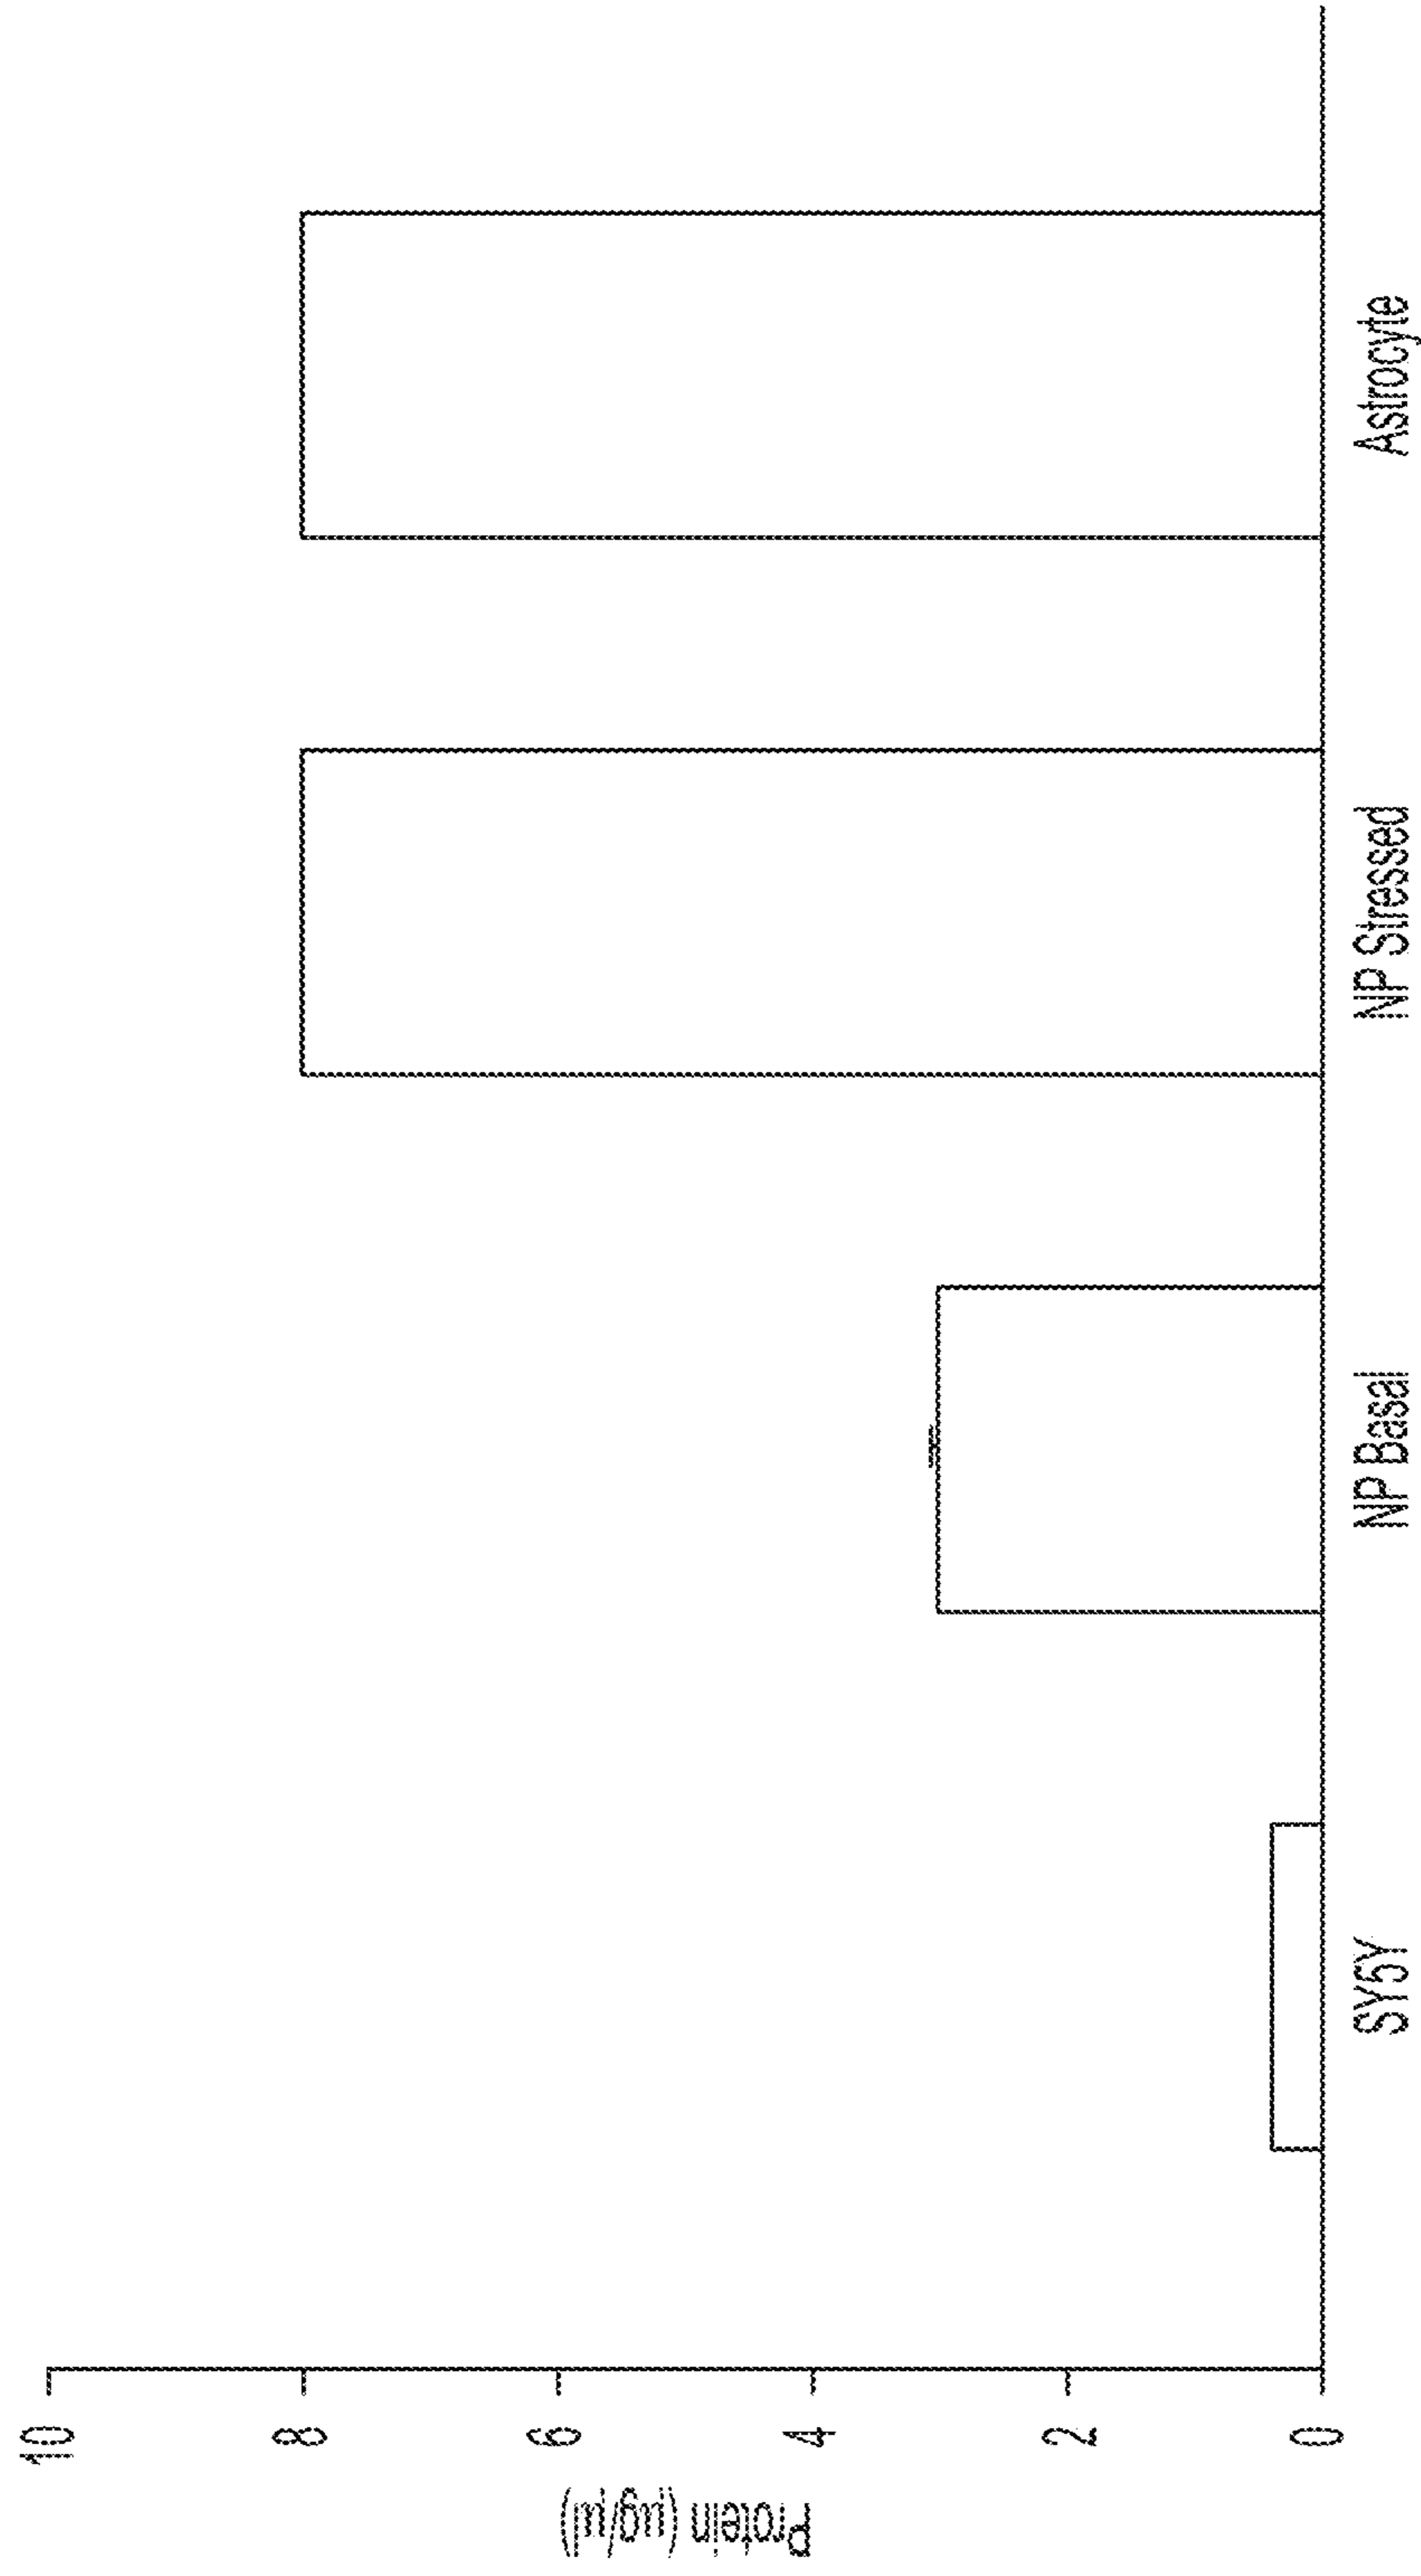 Protein (µg/µl)
10
8
6
4
2
0
SY5Y
NP Basal
NP Stressed
Astrocyte